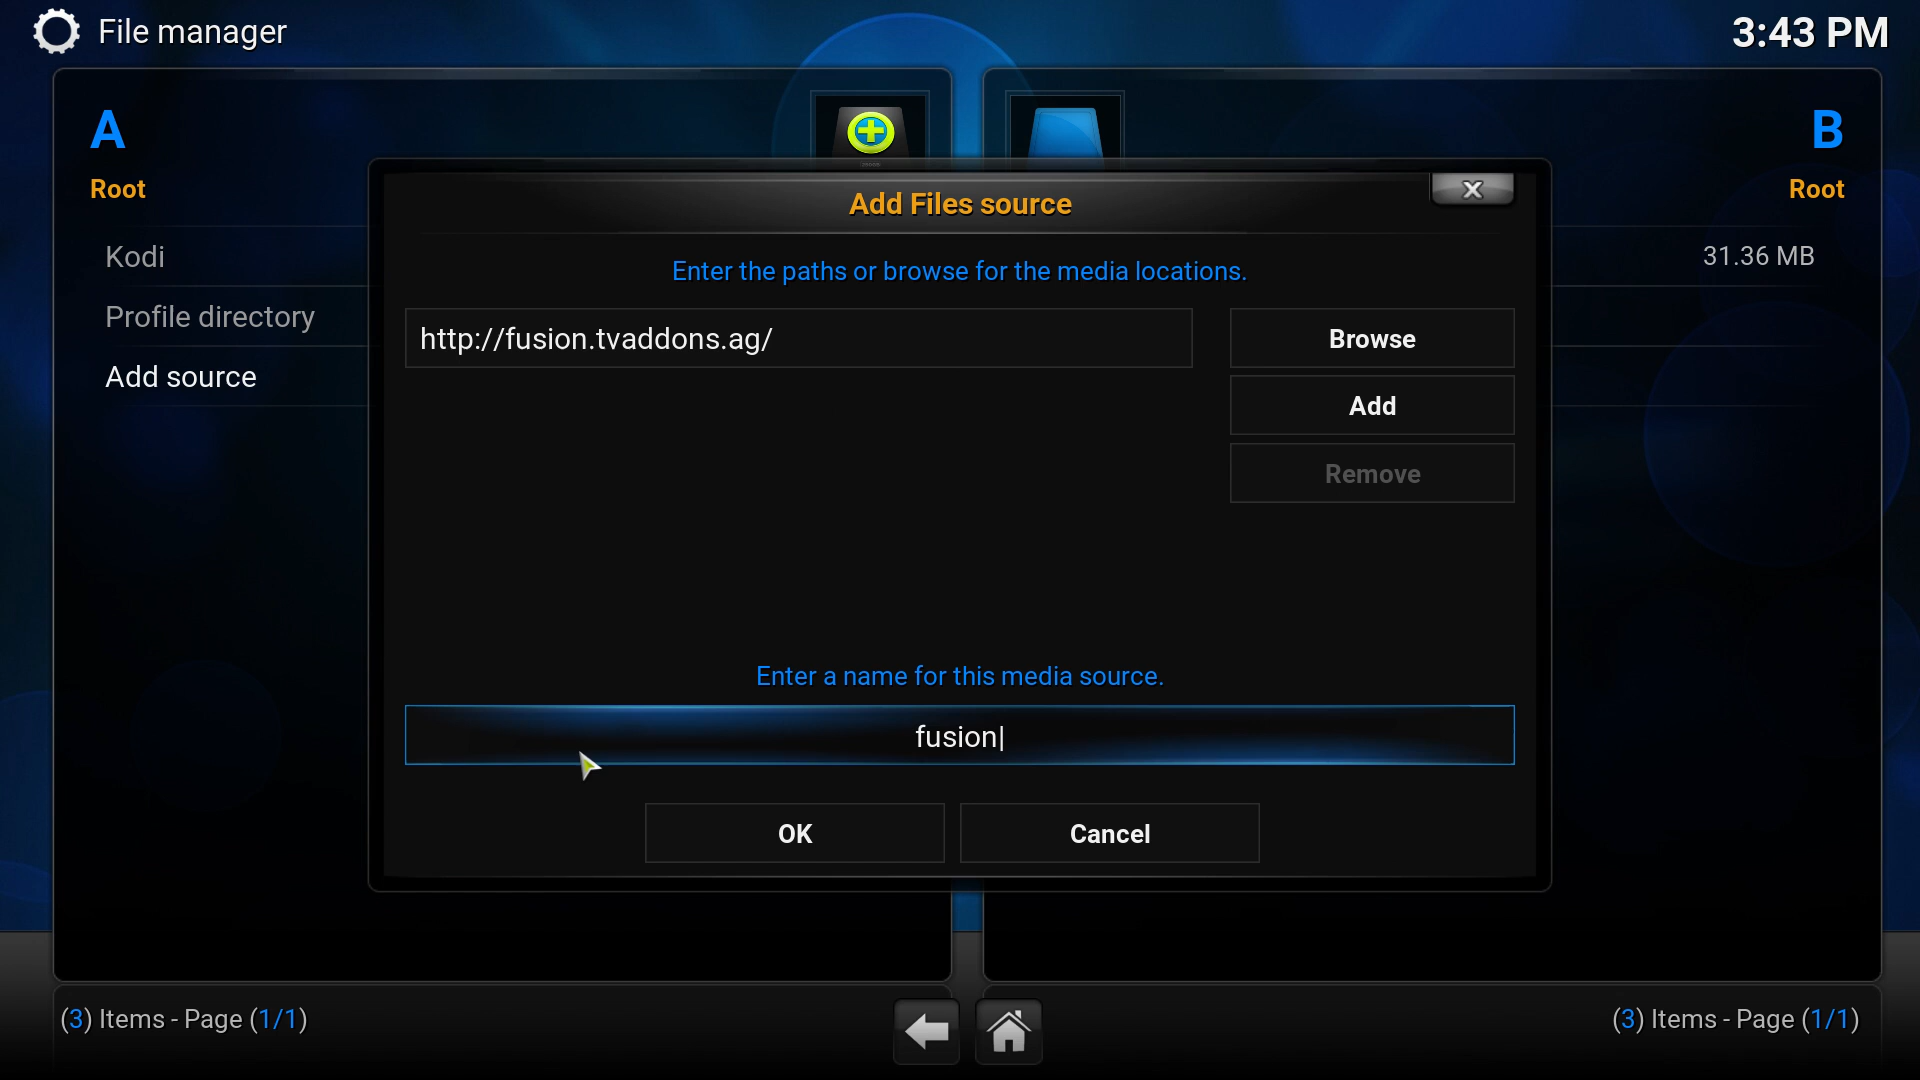 File manager
3:43 PM
A
B
Root
Root
Add Files source
Enter the paths or browse for the media locations.
Kodi
31.36 MB
Profile directory
http://fusion.tvaddons.ag/
Browse
Add source
Add
Remove
Enter a name for this media source.
fusion
OK
Cancel
(3) Items - Page (1/1)
(3) Items - Page (1/1)